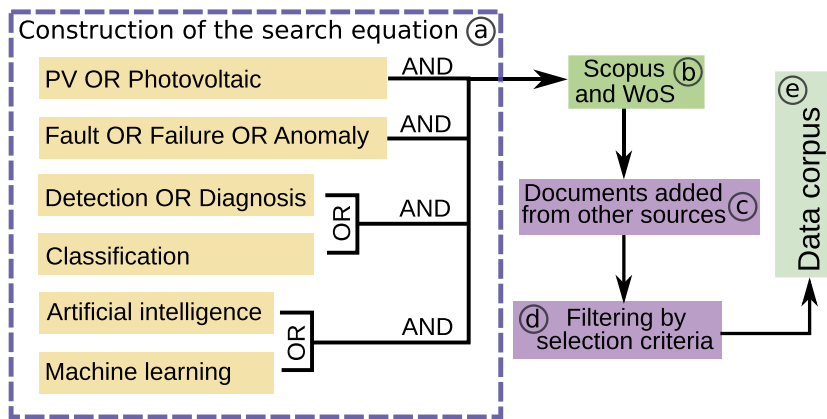 Construction of the search equation a
PV OR Photovoltaic
AND
Fault OR Failure OR Anomaly
AND
Detection OR Diagnosis
OR
AND
Classification
Artificial intelligence
OR
AND
Machine learning
Scopus b
and WoS
Documents added
from other sources c
d Filtering by
selection criteria
e
Data corpus